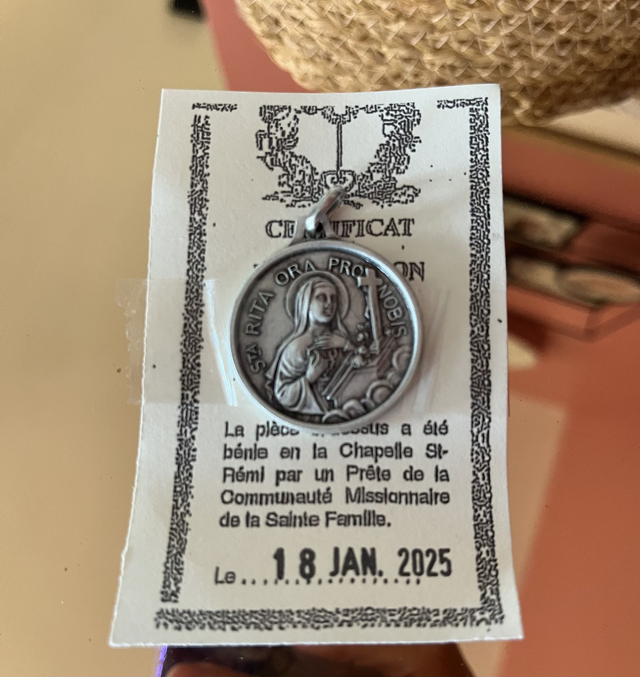 CERTIFICAT
STA RITA ORA PRO NOBIS
La pièce a été
bénie en la Chapelle St-
Rémi par un Prête de la
Communauté Missionnaire
de la Sainte Famille.
Le...18 JAN. 2025